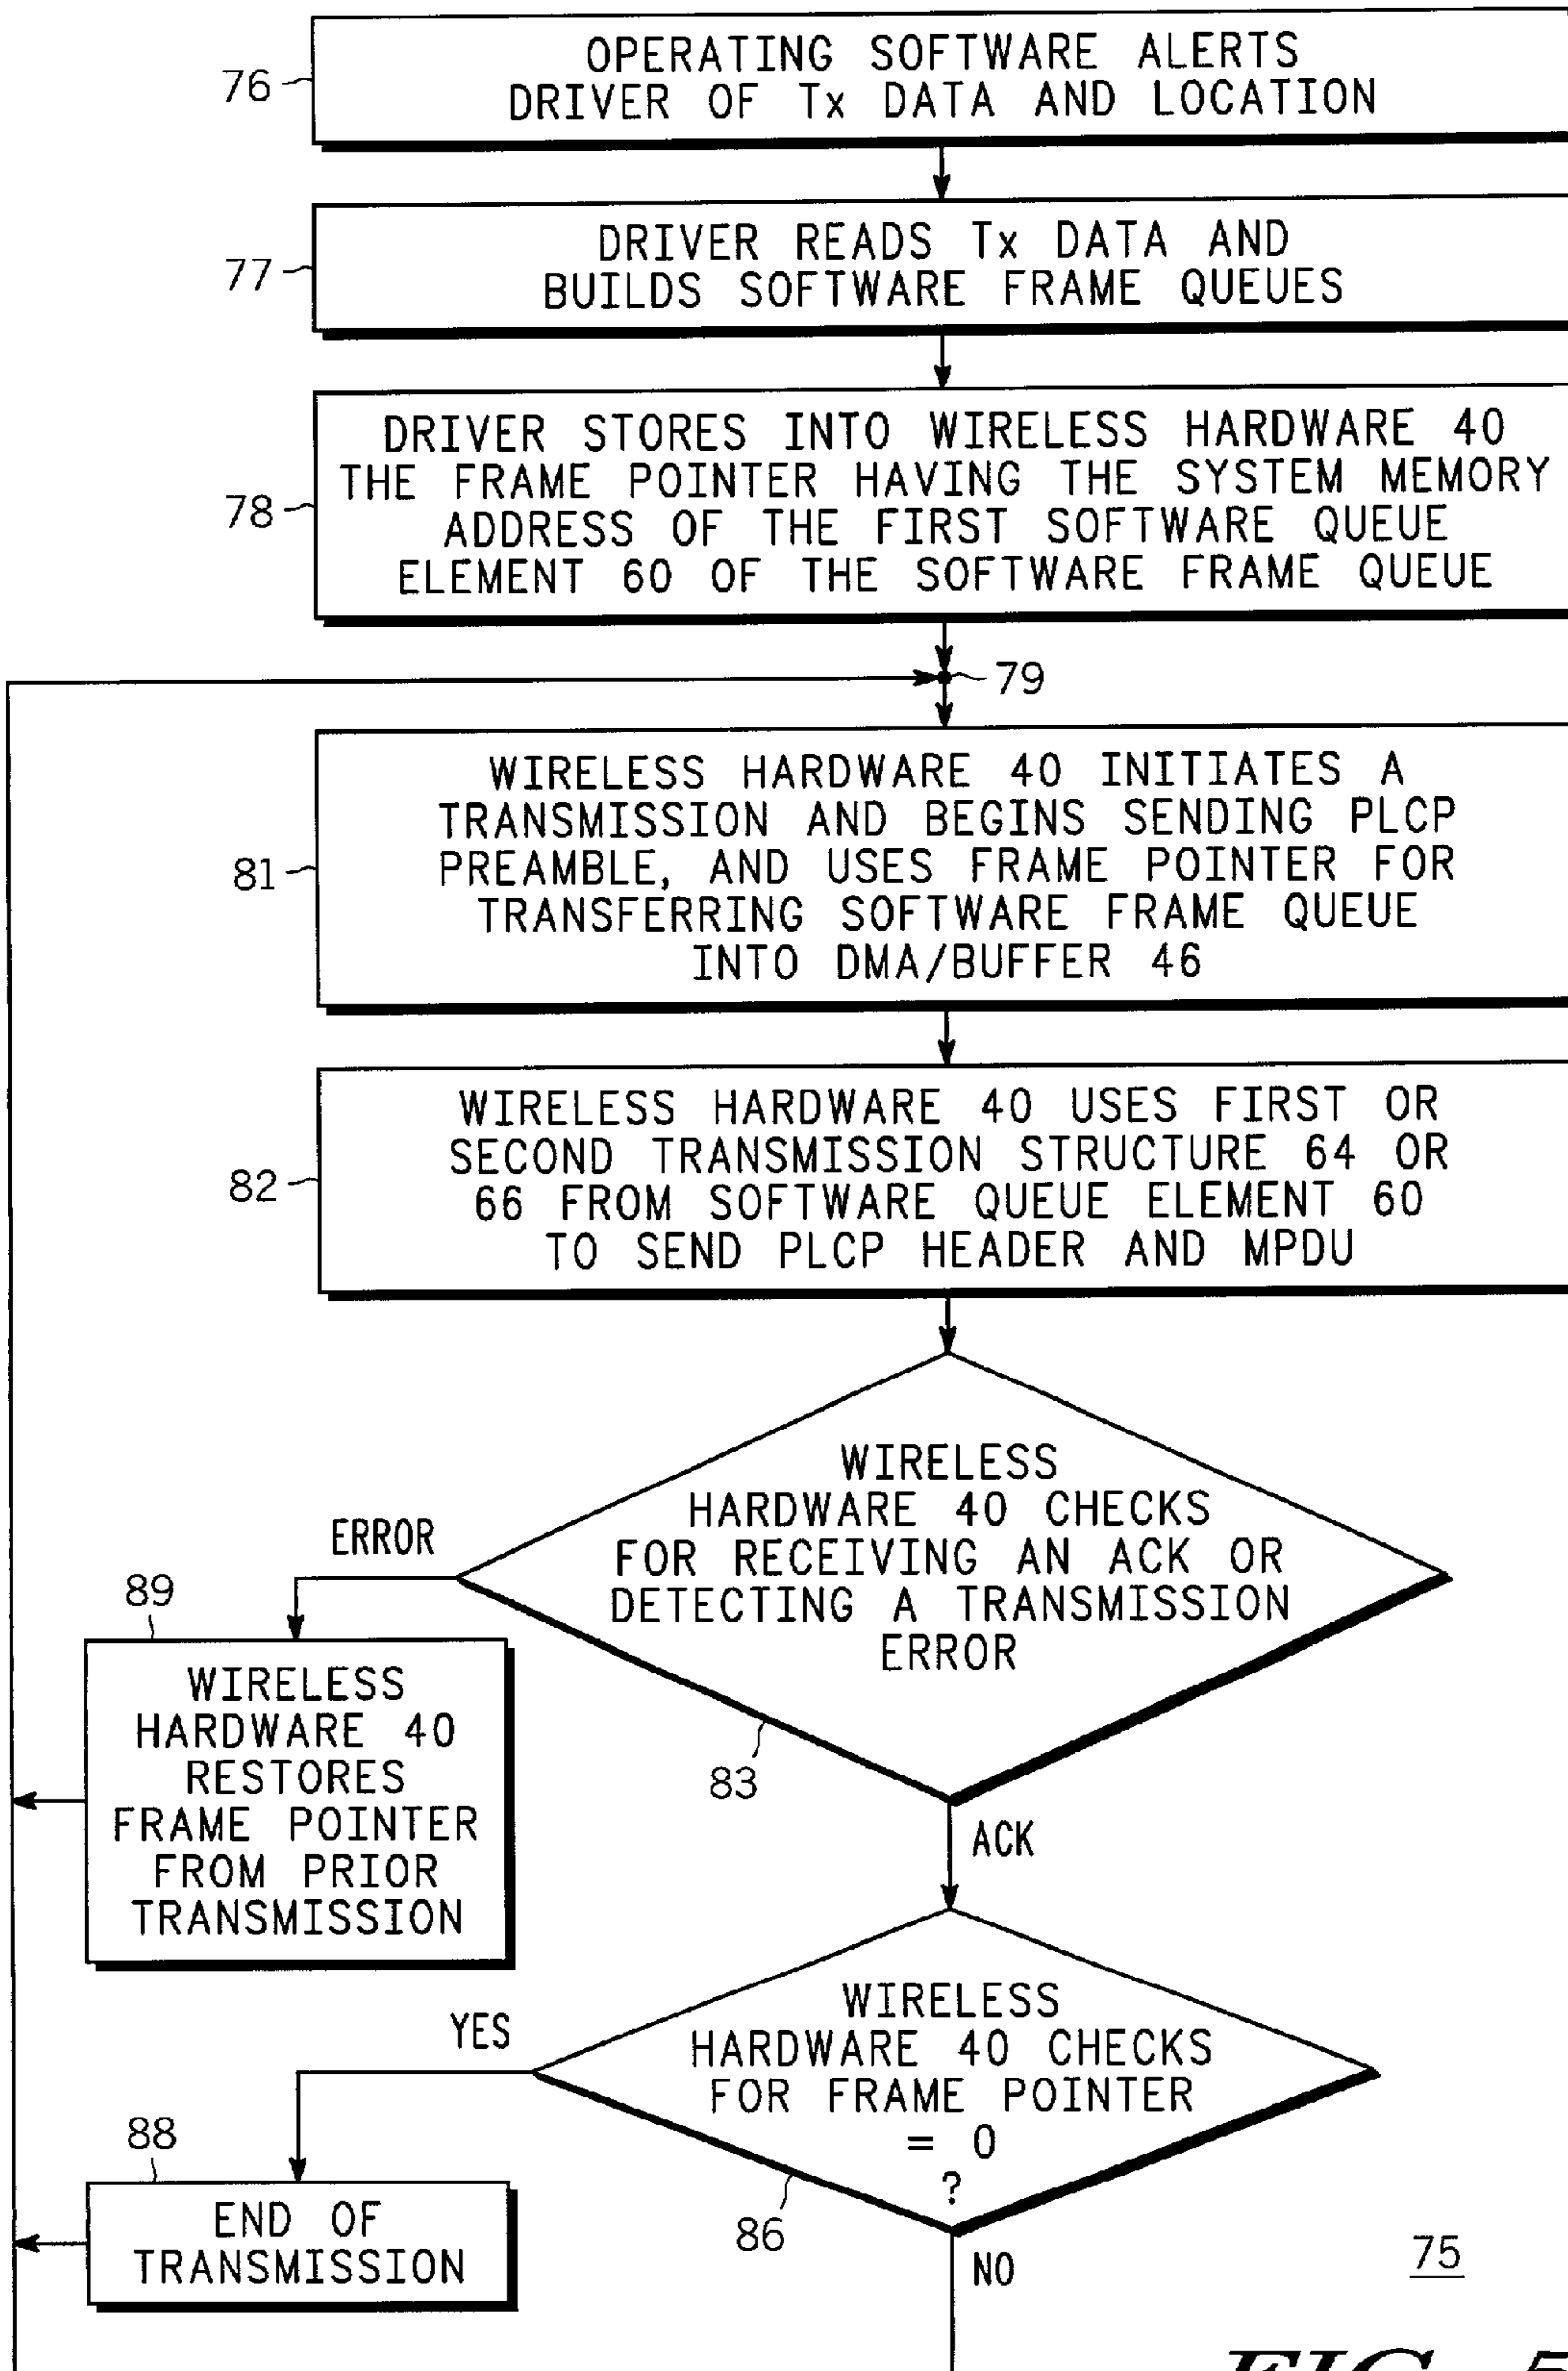 76
OPERATING SOFTWARE ALERTS
DRIVER OF Tx DATA AND LOCATION
77
DRIVER READS Tx DATA AND
BUILDS SOFTWARE FRAME QUEUES
78
DRIVER STORES INTO WIRELESS HARDWARE 40
THE FRAME POINTER HAVING THE SYSTEM MEMORY
ADDRESS OF THE FIRST SOFTWARE QUEUE
ELEMENT 60 OF THE SOFTWARE FRAME QUEUE
79
81
WIRELESS HARDWARE 40 INITIATES A
TRANSMISSION AND BEGINS SENDING PLCP
PREAMBLE, AND USES FRAME POINTER FOR
TRANSFERRING SOFTWARE FRAME QUEUE
INTO DMA/BUFFER 46
82
WIRELESS HARDWARE 40 USES FIRST OR
SECOND TRANSMISSION STRUCTURE 64 OR
66 FROM SOFTWARE QUEUE ELEMENT 60
TO SEND PLCP HEADER AND MPDU
WIRELESS
HARDWARE 40 CHECKS
FOR RECEIVING AN ACK OR
DETECTING A TRANSMISSION
ERROR
83
ERROR
89
WIRELESS
HARDWARE 40
RESTORES
FRAME POINTER
FROM PRIOR
TRANSMISSION
ACK
WIRELESS
HARDWARE 40 CHECKS
FOR FRAME POINTER
= 0
?
86
YES
88
END OF
TRANSMISSION
NO
75
FIG. 5